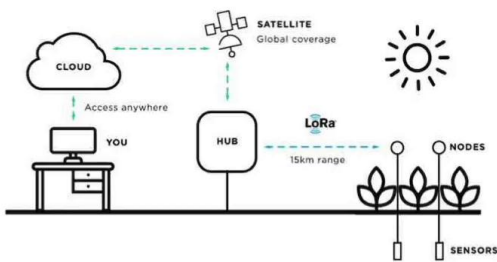 SATELLITE
Global coverage
CLOUD
Access anywhere
YOU
HUB
LoRa
15km range
NODES
SENSORS